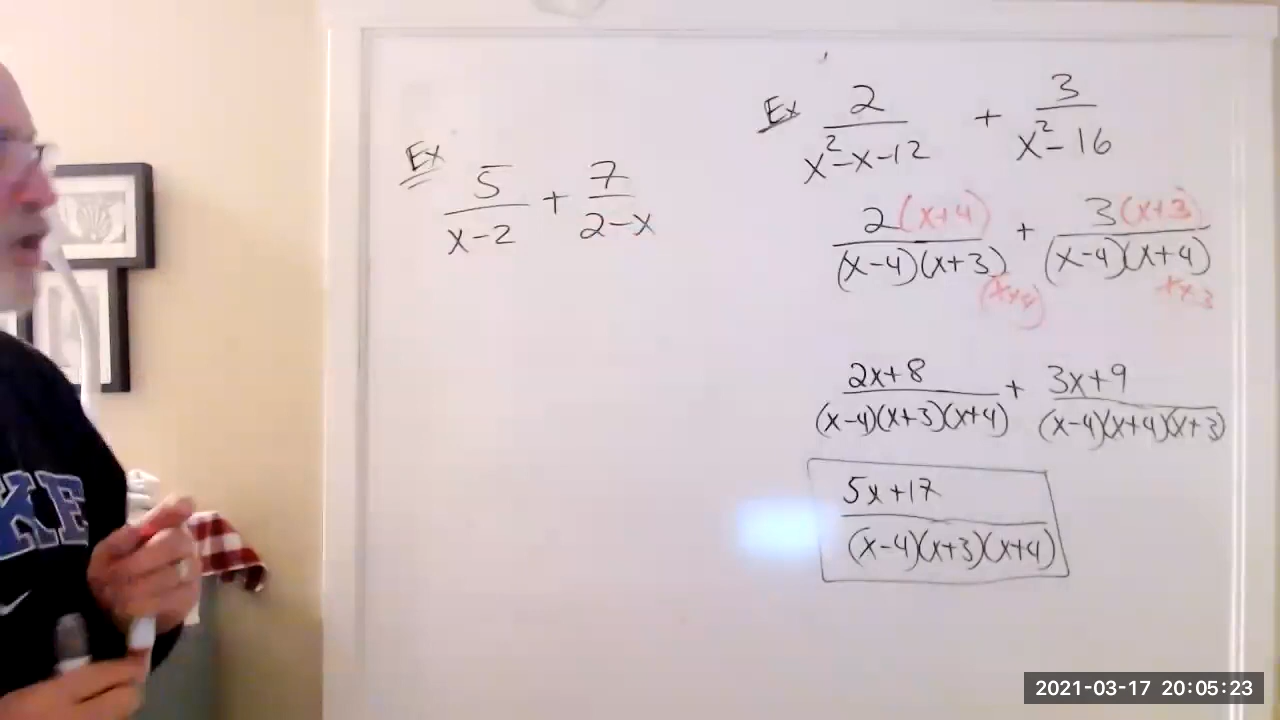 Ex
5/(x-2) + 7/(2-x)
Ex 2/(x²-x-12) + 3/(x²-16)
2(x+4)/((x-4)(x+3)(x+4)) + 3(x+3)/((x-4)(x+4) x+3)
(2x+8)/((x-4)(x+3)(x+4)) + (3x+9)/((x-4)(x+4)(x+3))
(5x+17)/((x-4)(x+3)(x+4))
KE
2021-03-17 20:05:23